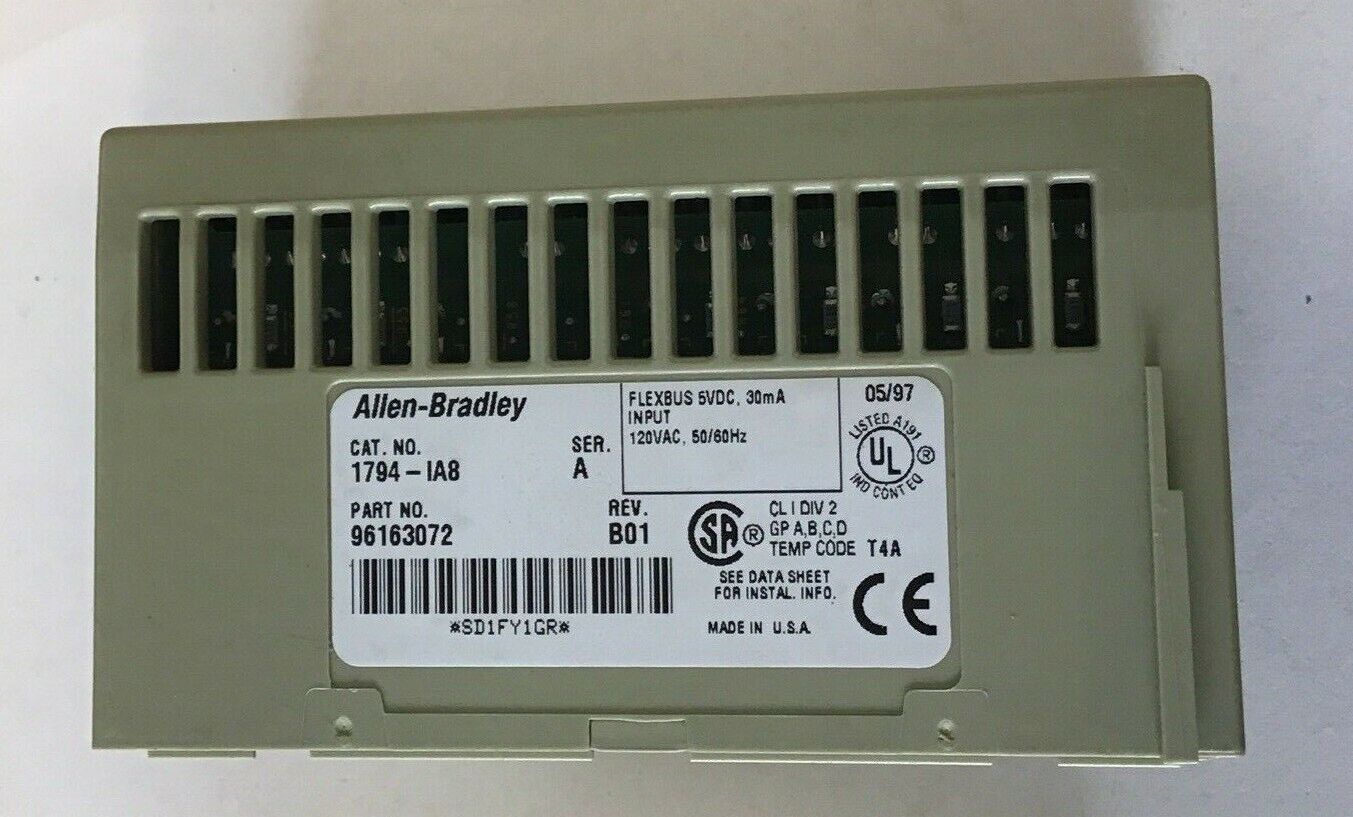 Allen-Bradley
CAT. NO.
SER.
1794-IA8
A
PART NO.
REV.
96163072
B01
*SD1FY1GR*
FLEXBUS 5VDC, 30mA
INPUT
120VAC, 50/60Hz
05/97
LISTED A191
UL ®
IND CONT EQ
SA ®
CL I DIV 2
GP A,B,C,D
TEMP CODE T4A
SEE DATA SHEET
FOR INSTAL. INFO.
CE
MADE IN U.S.A.